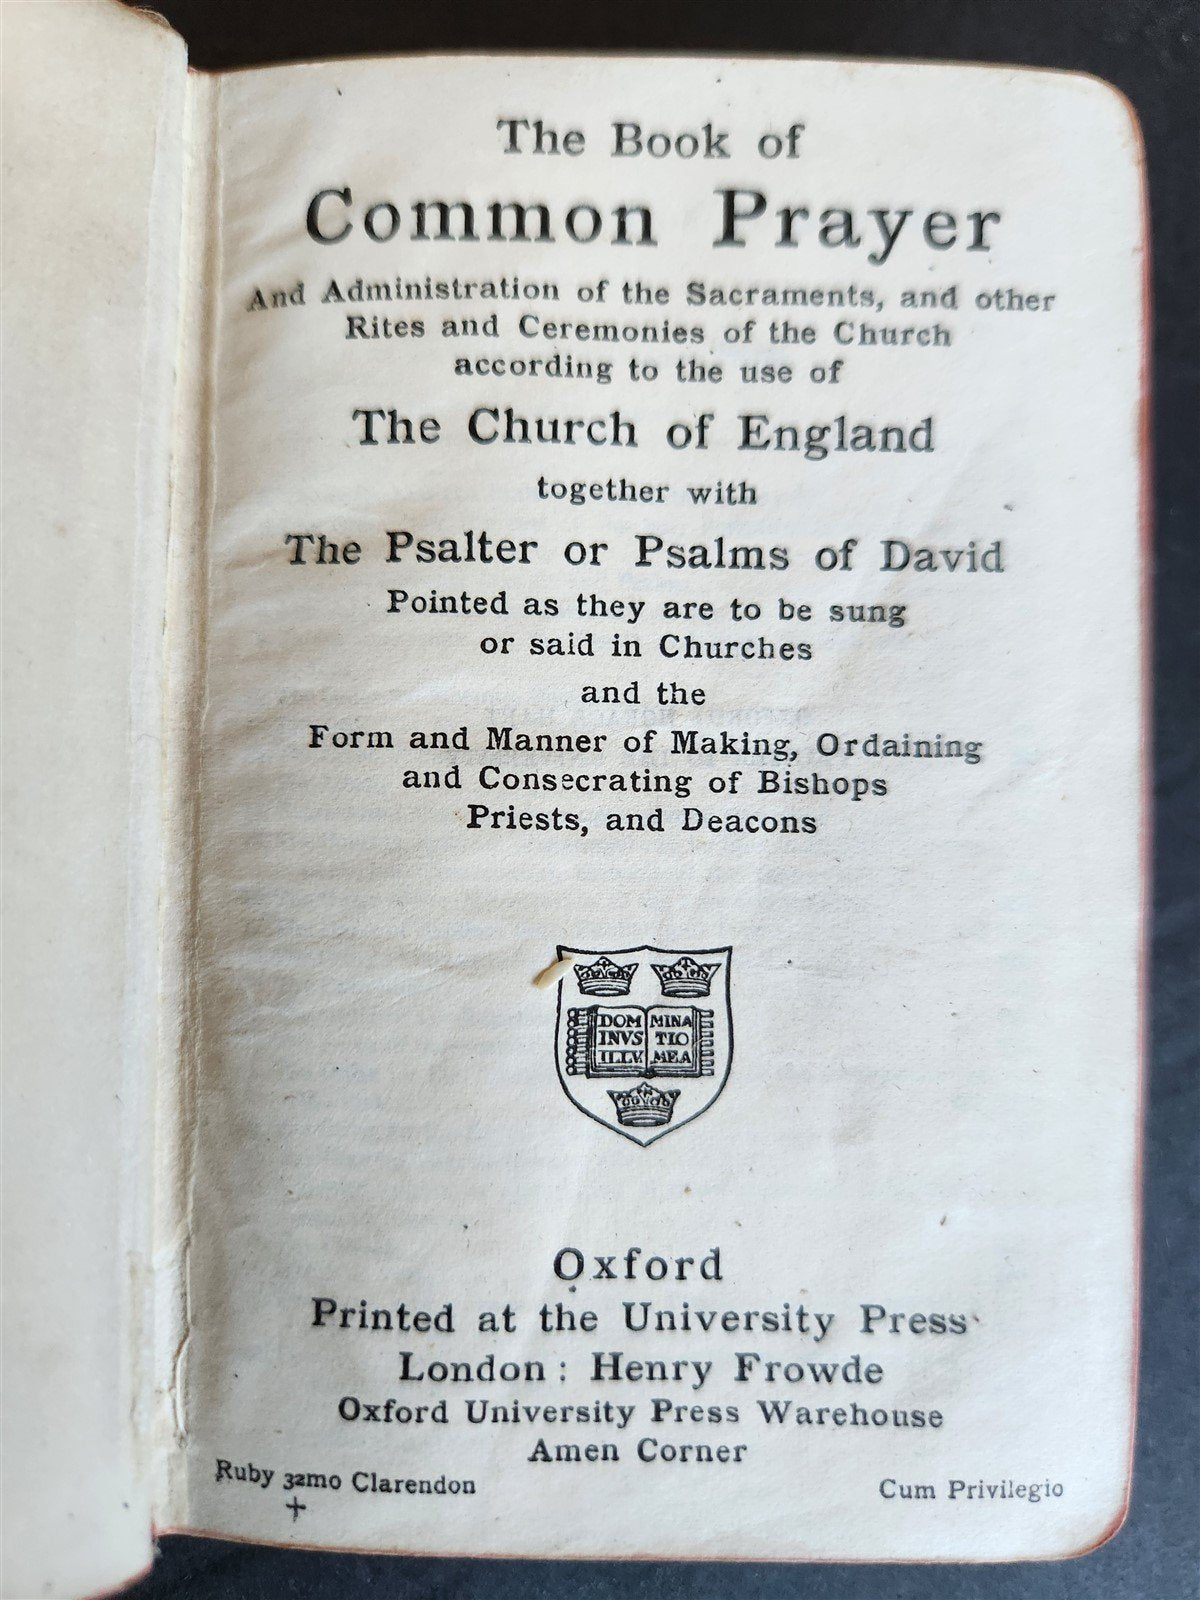 The Book of
Common Prayer
And Administration of the Sacraments, and other
Rites and Ceremonies of the Church
according to the use of
The Church of England
together with
The Psalter or Psalms of David
Pointed as they are to be sung
or said in Churches
and the
Form and Manner of Making, Ordaining
and Consecrating of Bishops
Priests, and Deacons
DOM MINA
INVS TIO
ILLV. MEA
Oxford
Printed at the University Press
London: Henry Frowde
Oxford University Press Warehouse
Amen Corner
Ruby 32mo Clarendon
Cum Privilegio